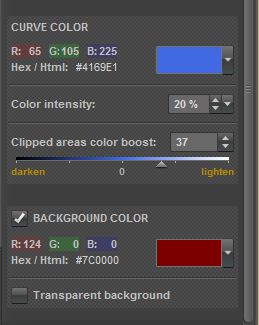 CURVE COLOR
R: 65 G:105 B:225
Hex / Html: #4169E1
Color intensity: 20 %
Clipped areas color boost: 37
darken 0 lighten
BACKGROUND COLOR
R:124 G: 0 B: 0
Hex / Html: #7C0000
Transparent background